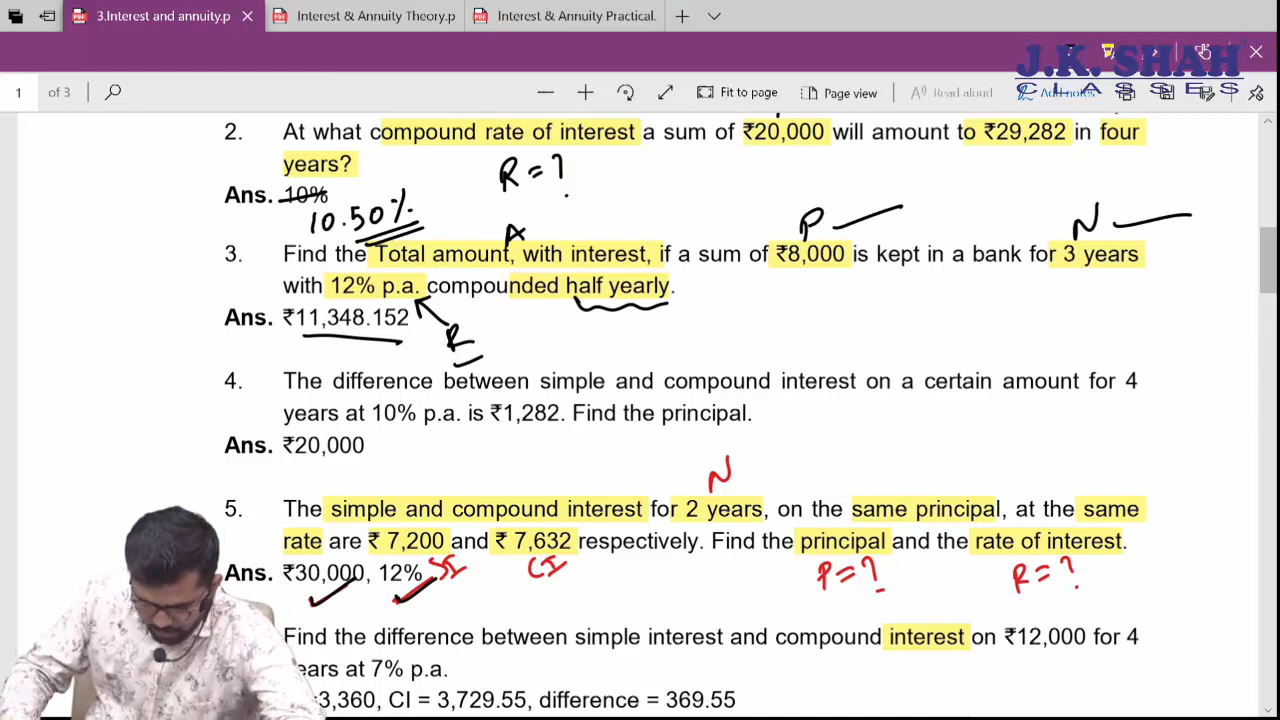 3.Interest and annuity.p
Interest & Annuity Theory.p
Interest & Annuity Practical.
J.K. SHAH
CLASSES
1 of 3
Fit to page
Page view
Read aloud
Add notes
2. At what compound rate of interest a sum of ₹20,000 will amount to ₹29,282 in four
years?
R = ?
Ans. 10%
10.50%
A
P
N
3. Find the Total amount, with interest, if a sum of ₹8,000 is kept in a bank for 3 years
with 12% p.a. compounded half yearly.
Ans. ₹11,348.152
R
4. The difference between simple and compound interest on a certain amount for 4
years at 10% p.a. is ₹1,282. Find the principal.
Ans. ₹20,000
N
5. The simple and compound interest for 2 years, on the same principal, at the same
rate are ₹ 7,200 and ₹ 7,632 respectively. Find the principal and the rate of interest.
SI
CI
P = ?
R = ?
Ans. ₹30,000, 12%
Find the difference between simple interest and compound interest on ₹12,000 for 4
ears at 7% p.a.
3,360, CI = 3,729.55, difference = 369.55